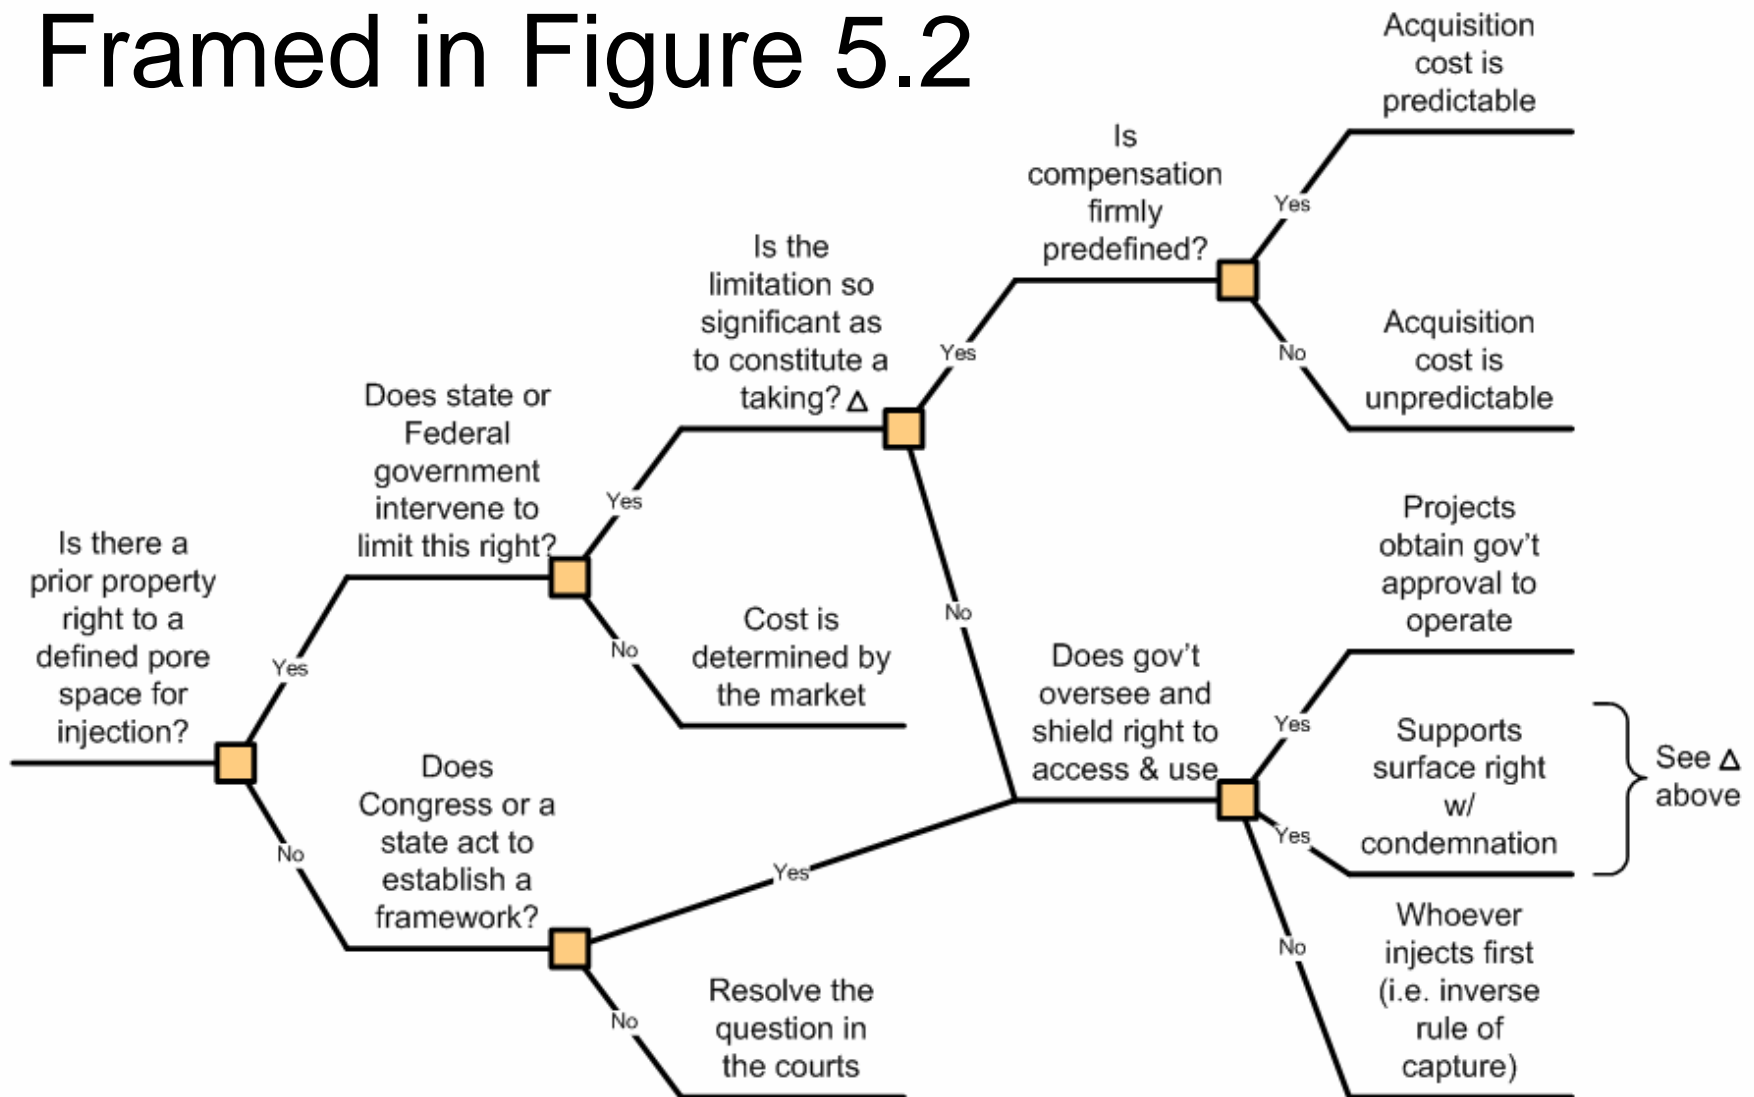 Framed in Figure 5.2
Is there a
prior property
right to a
defined pore
space for
injection?
Yes
No
Does state or
Federal
government
intervene to
limit this right?
Yes
No
Does
Congress or a
state act to
establish a
framework?
Yes
No
Is the
limitation so
significant as
to constitute a
taking? Δ
Yes
No
Cost is
determined by
the market
Resolve the
question in
the courts
Is
compensation
firmly
predefined?
Yes
No
Does gov't
oversee and
shield right to
access & use
Yes
Yes
No
Acquisition
cost is
predictable
Acquisition
cost is
unpredictable
Projects
obtain gov't
approval to
operate
Supports
surface right
w/
condemnation
See Δ
above
Whoever
injects first
(i.e. inverse
rule of
capture)